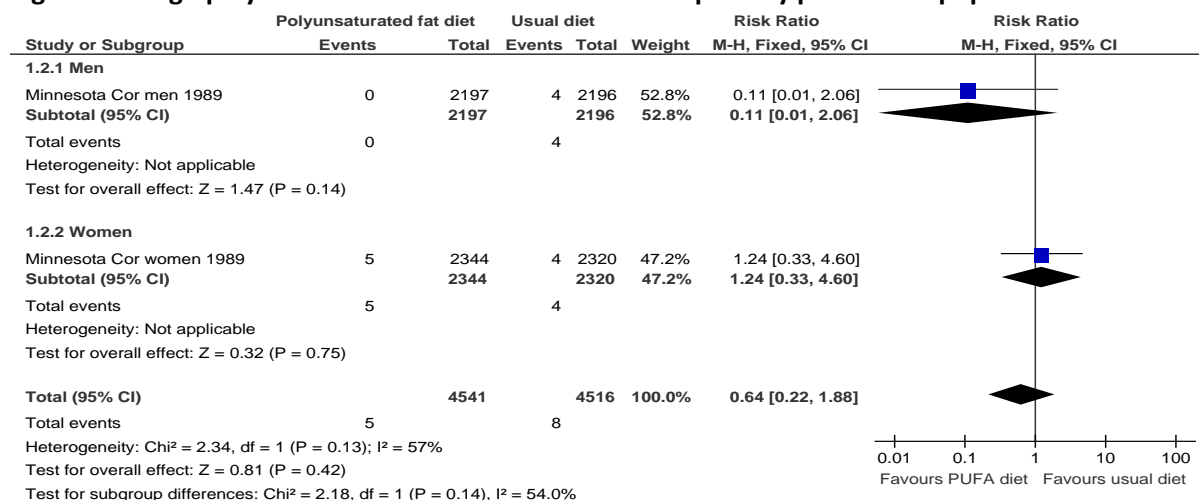 Polyunsaturated fat diet Usual diet Risk Ratio Risk Ratio
Study or Subgroup Events Total Events Total Weight M-H, Fixed, 95% CI M-H, Fixed, 95% CI
1.2.1 Men
Minnesota Cor men 1989 0 2197 4 2196 52.8% 0.11 [0.01, 2.06]
Subtotal (95% CI) 2197 2196 52.8% 0.11 [0.01, 2.06]
Total events 0 4
Heterogeneity: Not applicable
Test for overall effect: Z = 1.47 (P = 0.14)
1.2.2 Women
Minnesota Cor women 1989 5 2344 4 2320 47.2% 1.24 [0.33, 4.60]
Subtotal (95% CI) 2344 2320 47.2% 1.24 [0.33, 4.60]
Total events 5 4
Heterogeneity: Not applicable
Test for overall effect: Z = 0.32 (P = 0.75)
Total (95% CI) 4541 4516 100.0% 0.64 [0.22, 1.88]
Total events 5 8
Heterogeneity: Chi² = 2.34, df = 1 (P = 0.13); I² = 57%
Test for overall effect: Z = 0.81 (P = 0.42)
Test for subgroup differences: Chi² = 2.18, df = 1 (P = 0.14), I² = 54.0%
0.01 0.1 1 10 100
Favours PUFA diet Favours usual diet